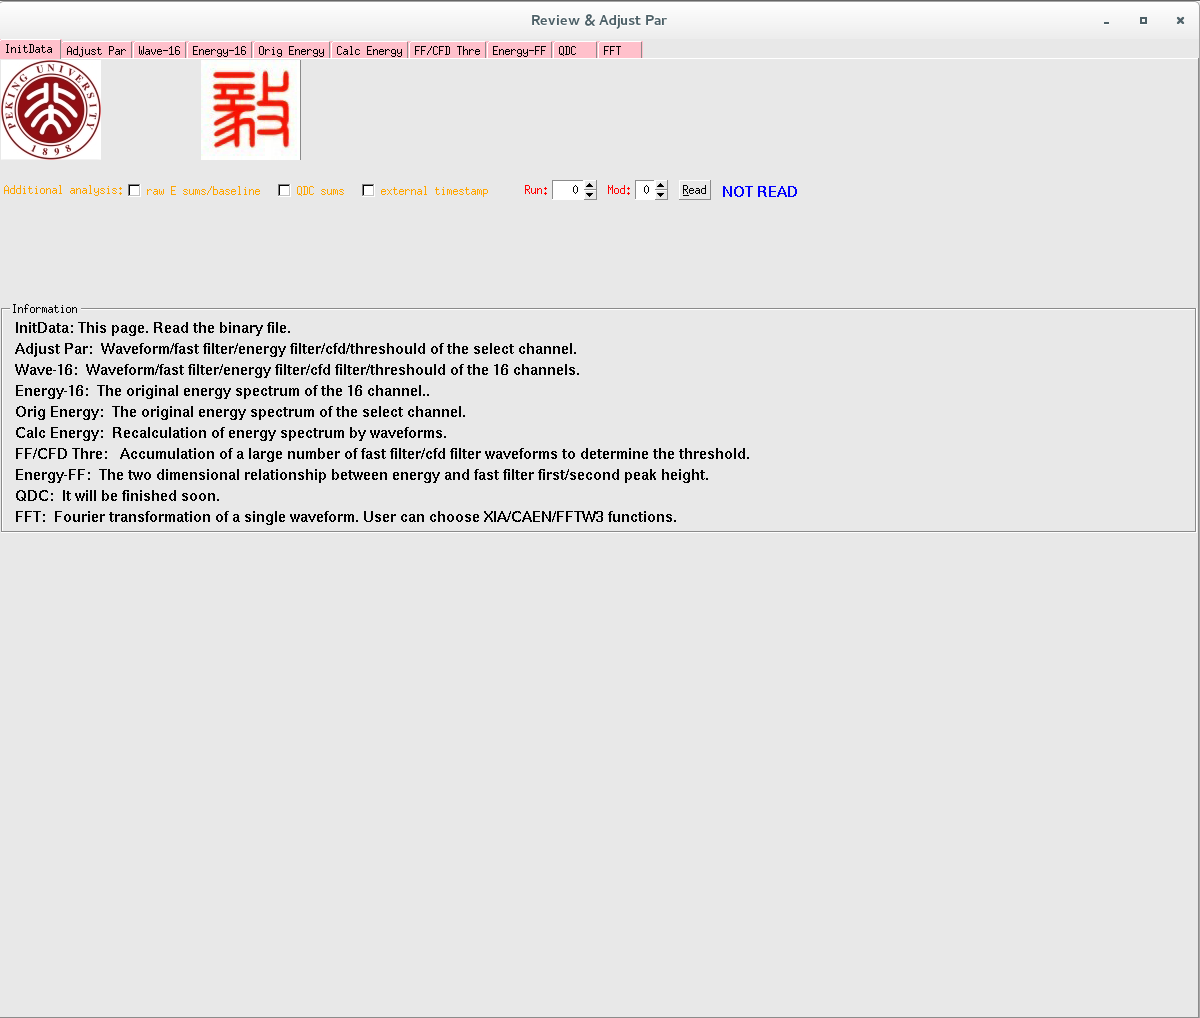 Review & Adjust Par
InitData Adjust Par Wave-16 Energy-16 Orig Energy Calc Energy FF/CFD Thre Energy-FF QDC FFT
PEKING UNIVERSITY
1898
毅
Additional analysis: raw E sums/baseline QDC sums external timestamp Run: 0 Mod: 0 Read NOT READ
Information
InitData: This page. Read the binary file.
Adjust Par:  Waveform/fast filter/energy filter/cfd/threshould of the select channel.
Wave-16:  Waveform/fast filter/energy filter/cfd filter/threshould of the 16 channels.
Energy-16:  The original energy spectrum of the 16 channel..
Orig Energy:  The original energy spectrum of the select channel.
Calc Energy:  Recalculation of energy spectrum by waveforms.
FF/CFD Thre:   Accumulation of a large number of fast filter/cfd filter waveforms to determine the threshold.
Energy-FF:  The two dimensional relationship between energy and fast filter first/second peak height.
QDC:  It will be finished soon.
FFT:  Fourier transformation of a single waveform. User can choose XIA/CAEN/FFTW3 functions.